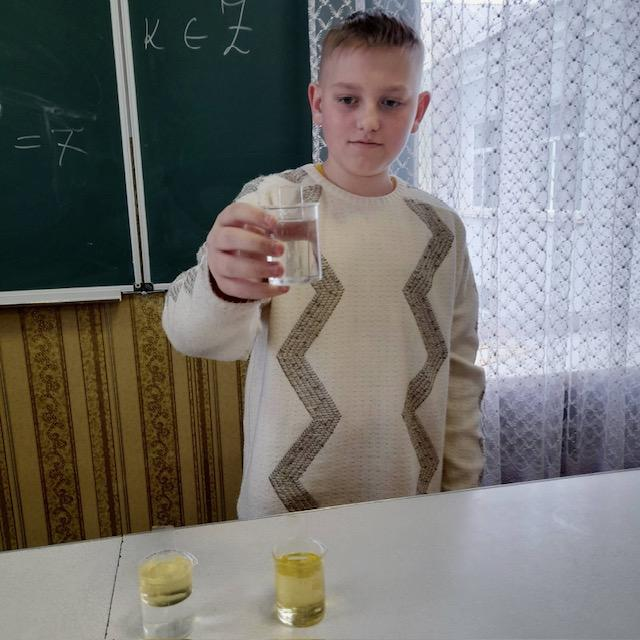 = 7
K ∈ Z